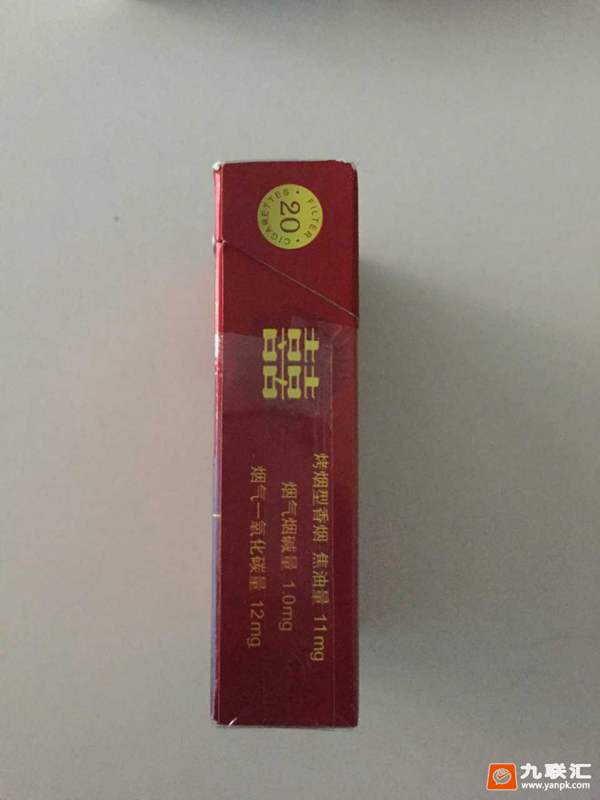 FILTER · CIGARETTES ·
20
囍
烤烟型香烟 焦油量 11mg
烟气烟碱量 1.0mg
烟气一氧化碳量 12mg
九联汇
www.yanpk.com